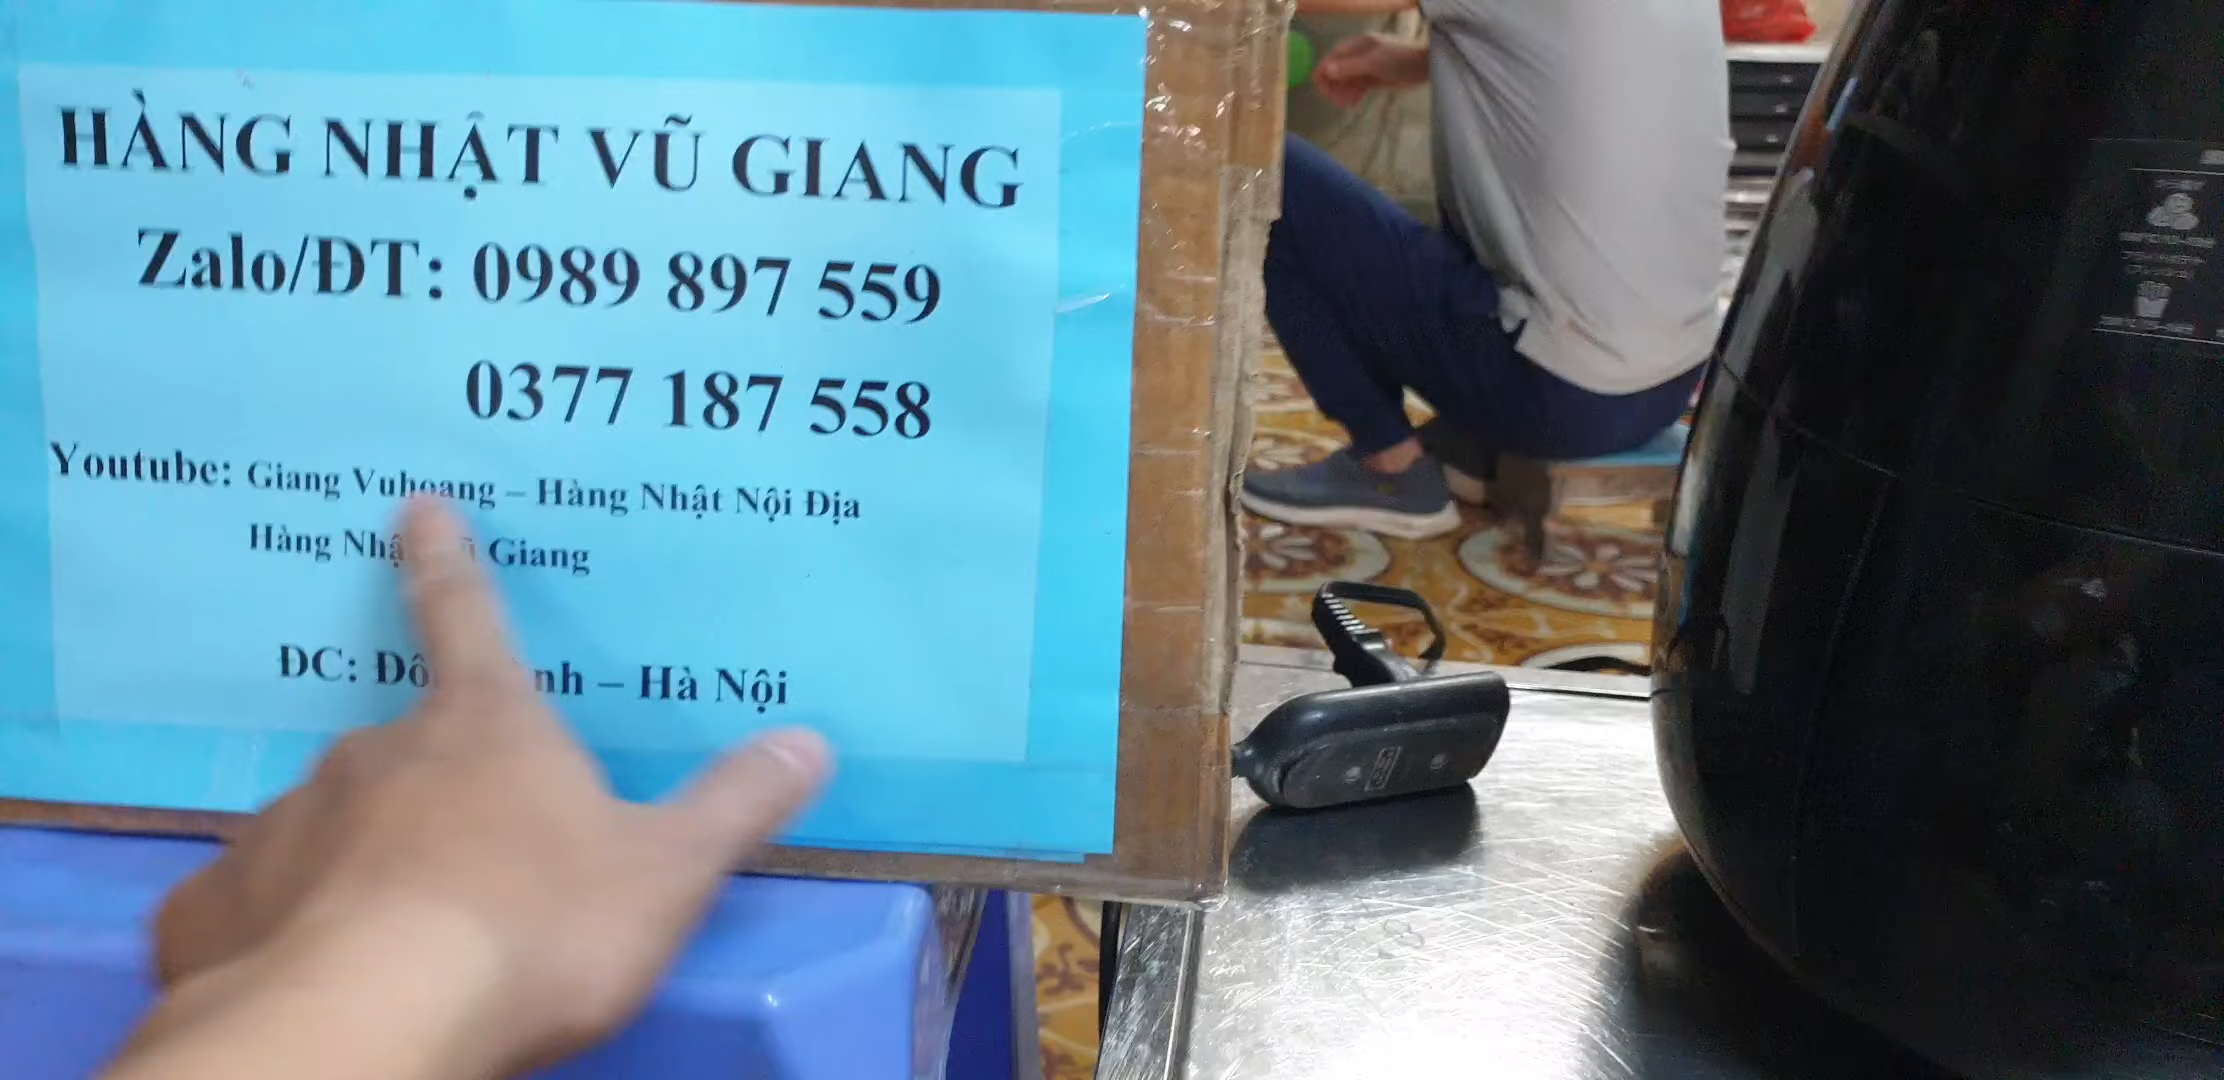 HÀNG NHẬT VŨ GIANG
Zalo/ĐT: 0989 897 559
0377 187 558
Youtube: Giang Vuhoang – Hàng Nhật Nội Địa
Hàng Giang
ĐC: – Hà Nội